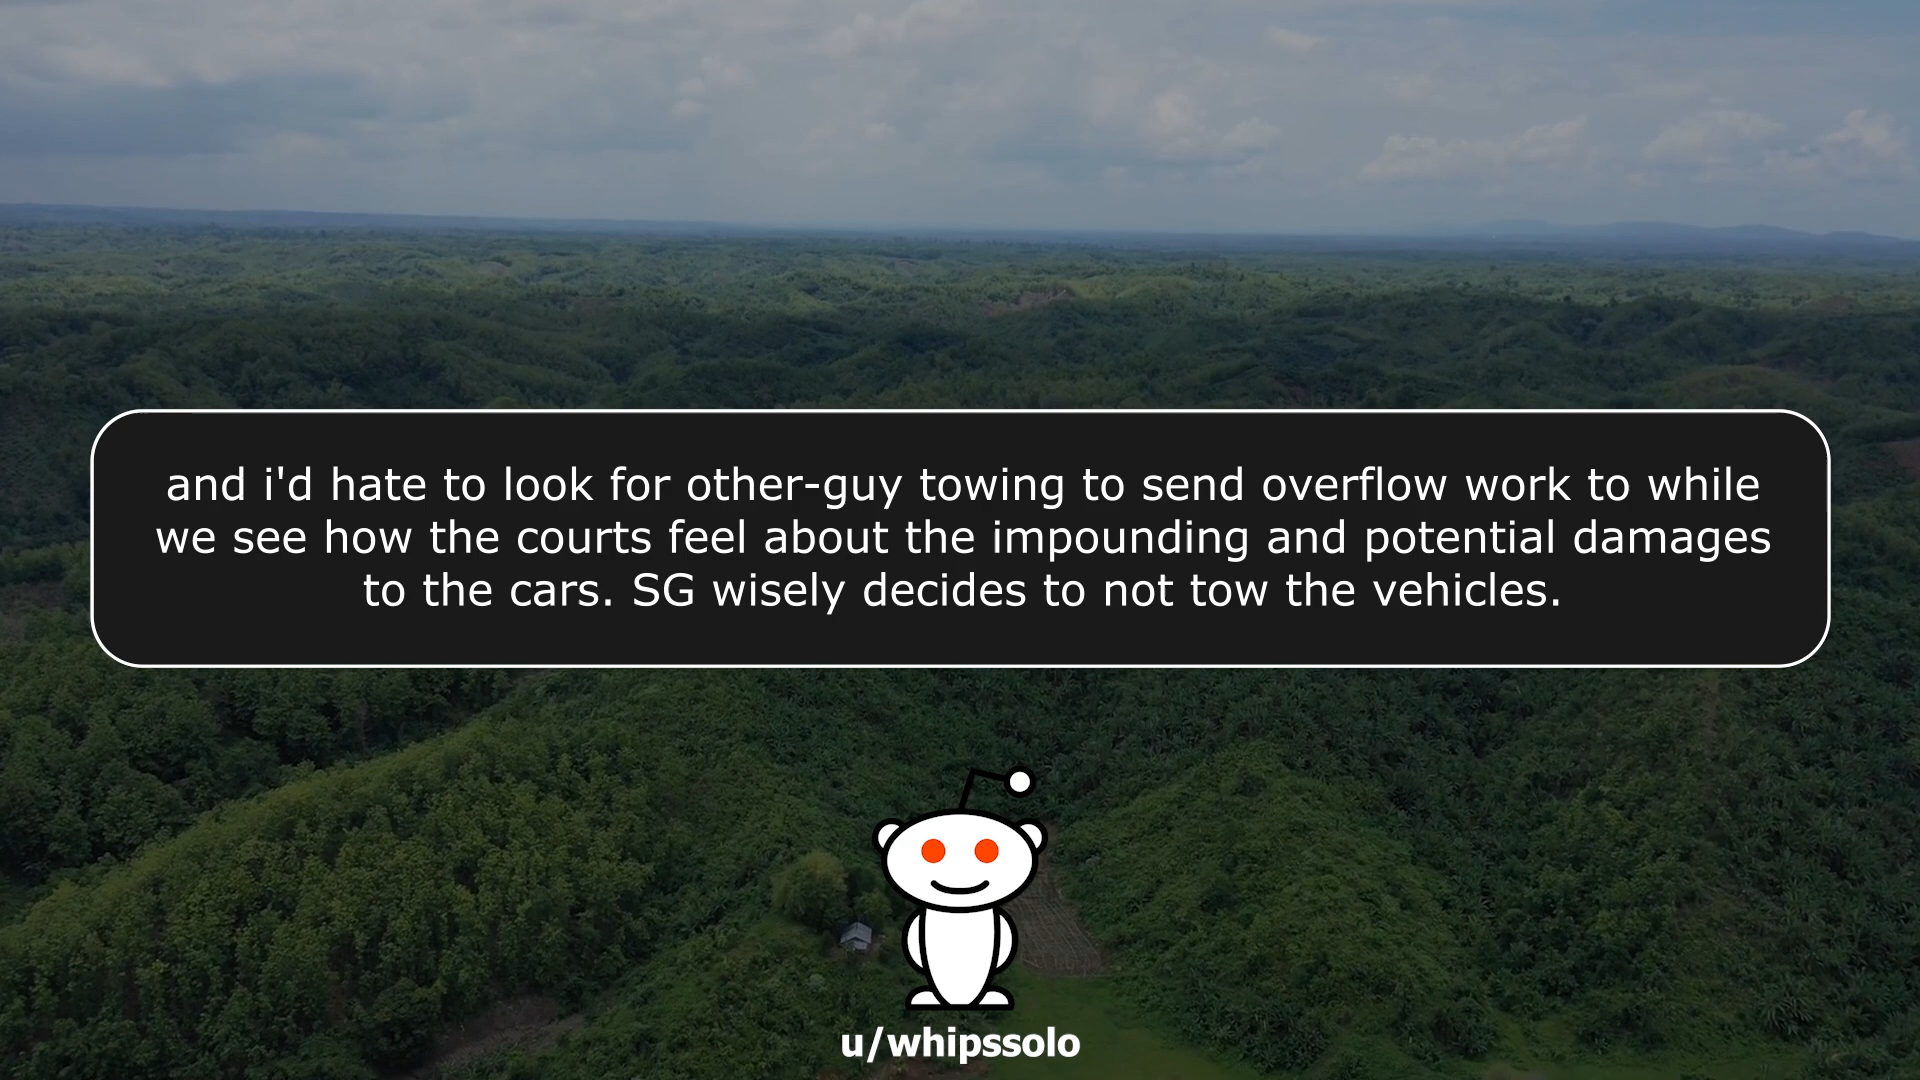 and i'd hate to look for other-guy towing to send overflow work to while
we see how the courts feel about the impounding and potential damages
to the cars. SG wisely decides to not tow the vehicles.
u/whipssolo